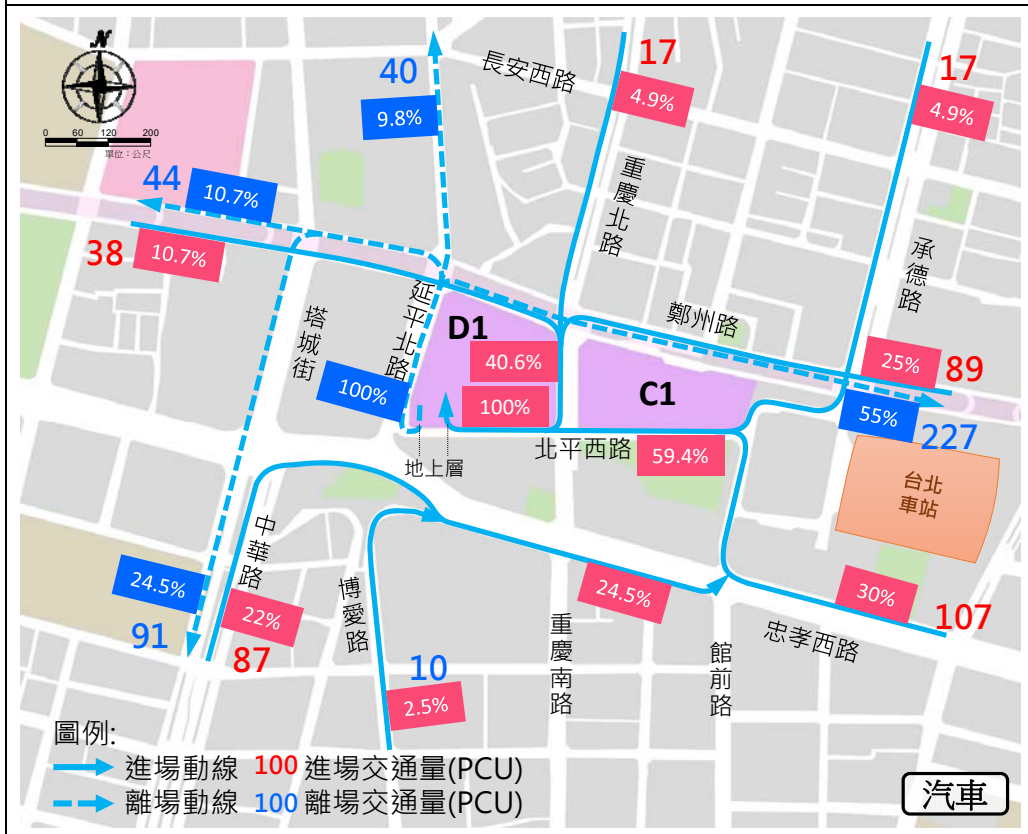 N
0 60 120 200
單位：公尺
40
9.8%
長安西路
17
4.9%
17
4.9%
44
10.7%
38
10.7%
重慶北路
承德路
塔城街
延平北路
D1
40.6%
100%
100%
鄭州路
C1
25%
89
55%
227
地上層
北平西路
59.4%
台北
車站
中華路
24.5%
91
22%
87
博愛路
10
2.5%
24.5%
重慶南路
館前路
30%
107
忠孝西路
圖例:
進場動線 100 進場交通量(PCU)
離場動線 100 離場交通量(PCU)
汽車